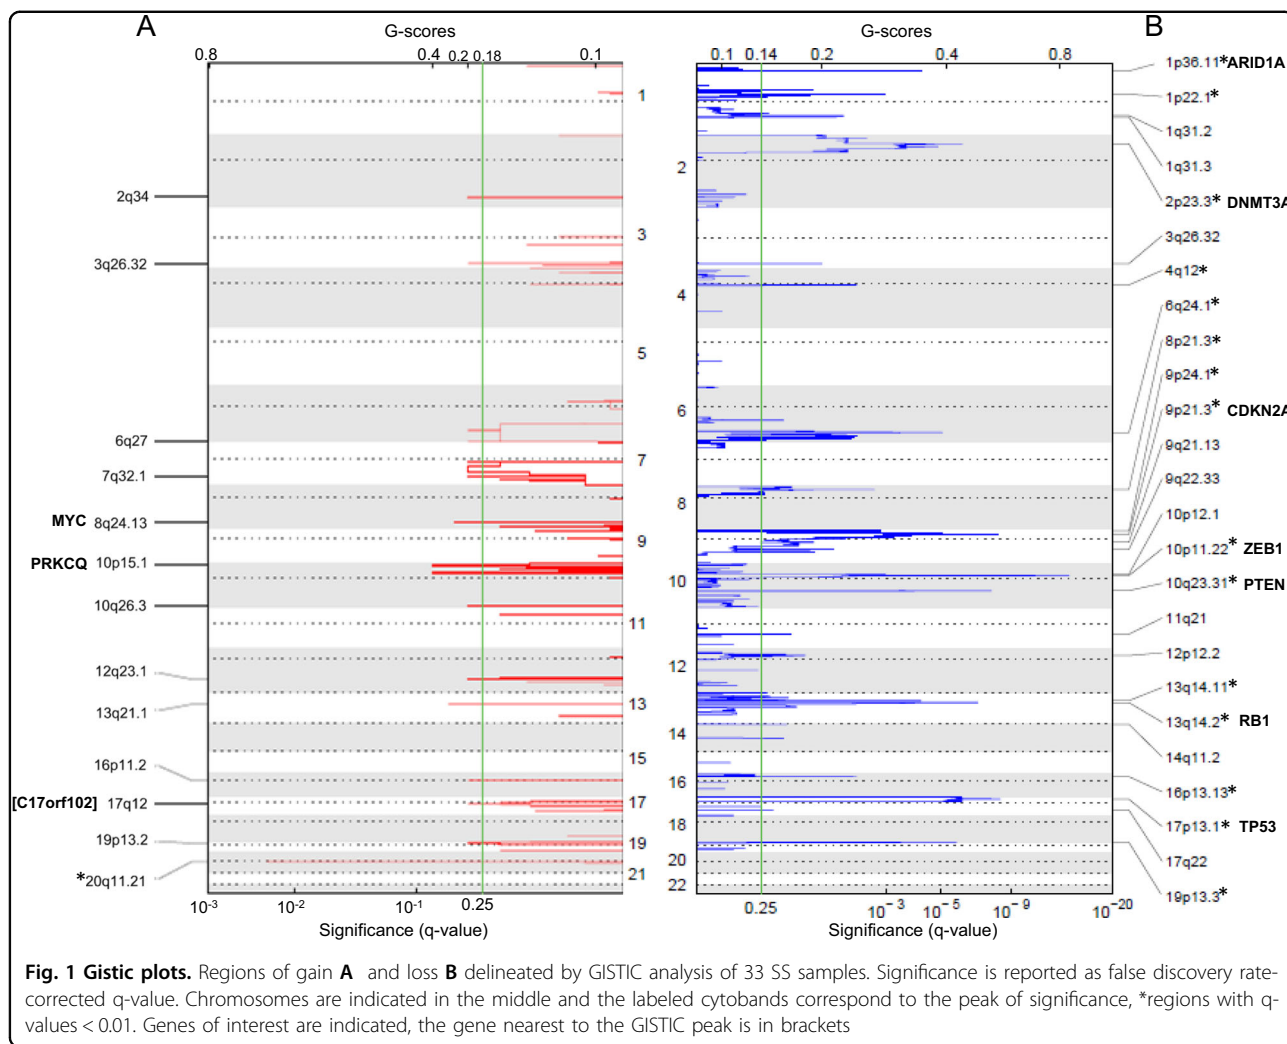 A
B
G-scores
G-scores
0.8 0.4 0.2 0.18 0.1
0.1 0.14 0.2 0.4 0.8
2q34
3q26.32
6q27
7q32.1
MYC 8q24.13
PRKCQ 10p15.1
10q26.3
12q23.1
13q21.1
16p11.2
[C17orf102] 17q12
19p13.2
*20q11.21
1
2
3
4
5
6
7
8
9
10
11
12
13
14
15
16
17
18
19
20
21
22
1p36.11* ARID1A
1p22.1*
1q31.2
1q31.3
2p23.3* DNMT3A
3q26.32
4q12*
6q24.1*
8p21.3*
9p24.1*
9p21.3* CDKN2A
9q21.13
9q22.33
10p12.1
10p11.22* ZEB1
10q23.31* PTEN
11q21
12p12.2
13q14.11*
13q14.2* RB1
14q11.2
16p13.13*
17p13.1* TP53
17q22
19p13.3*
10-3 10-2 10-1 0.25
0.25 10-3 10-5 10-9 10-20
Significance (q-value)
Significance (q-value)
Fig. 1 Gistic plots. Regions of gain A and loss B delineated by GISTIC analysis of 33 SS samples. Significance is reported as false discovery rate-
corrected q-value. Chromosomes are indicated in the middle and the labeled cytobands correspond to the peak of significance, *regions with q-
values < 0.01. Genes of interest are indicated, the gene nearest to the GISTIC peak is in brackets